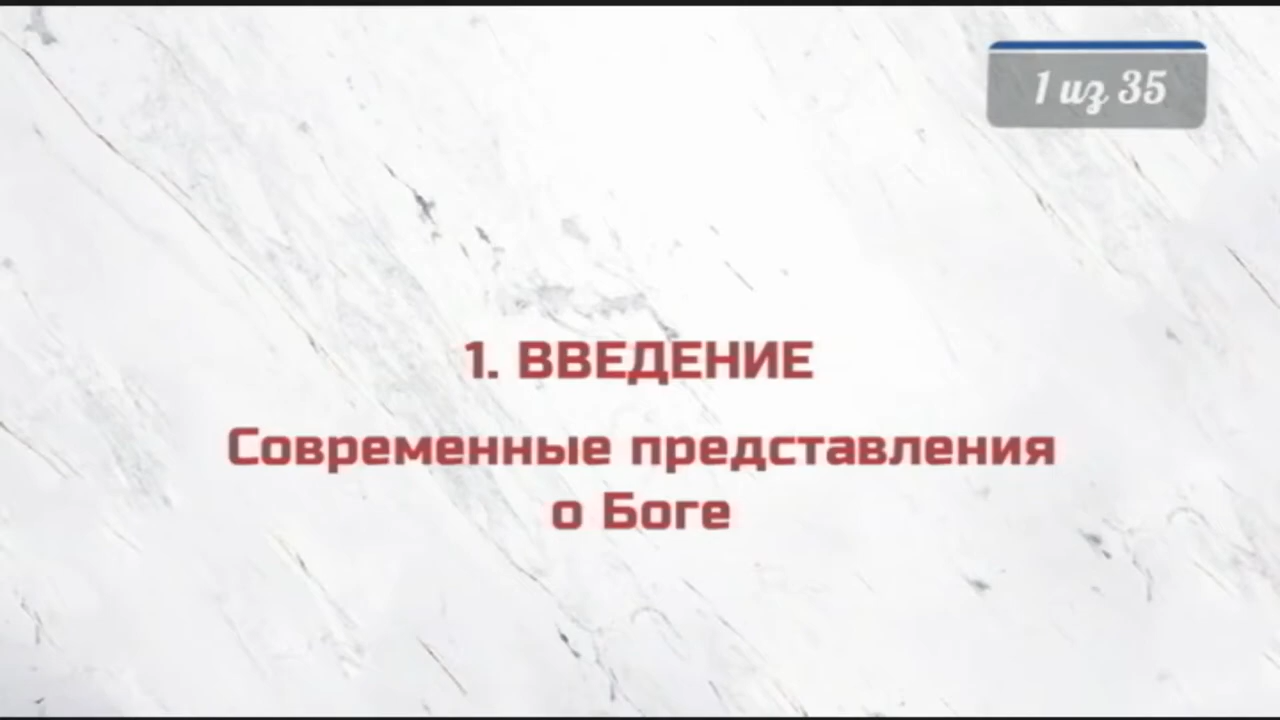 1 из 35
1. ВВЕДЕНИЕ
Современные представления
о Боге